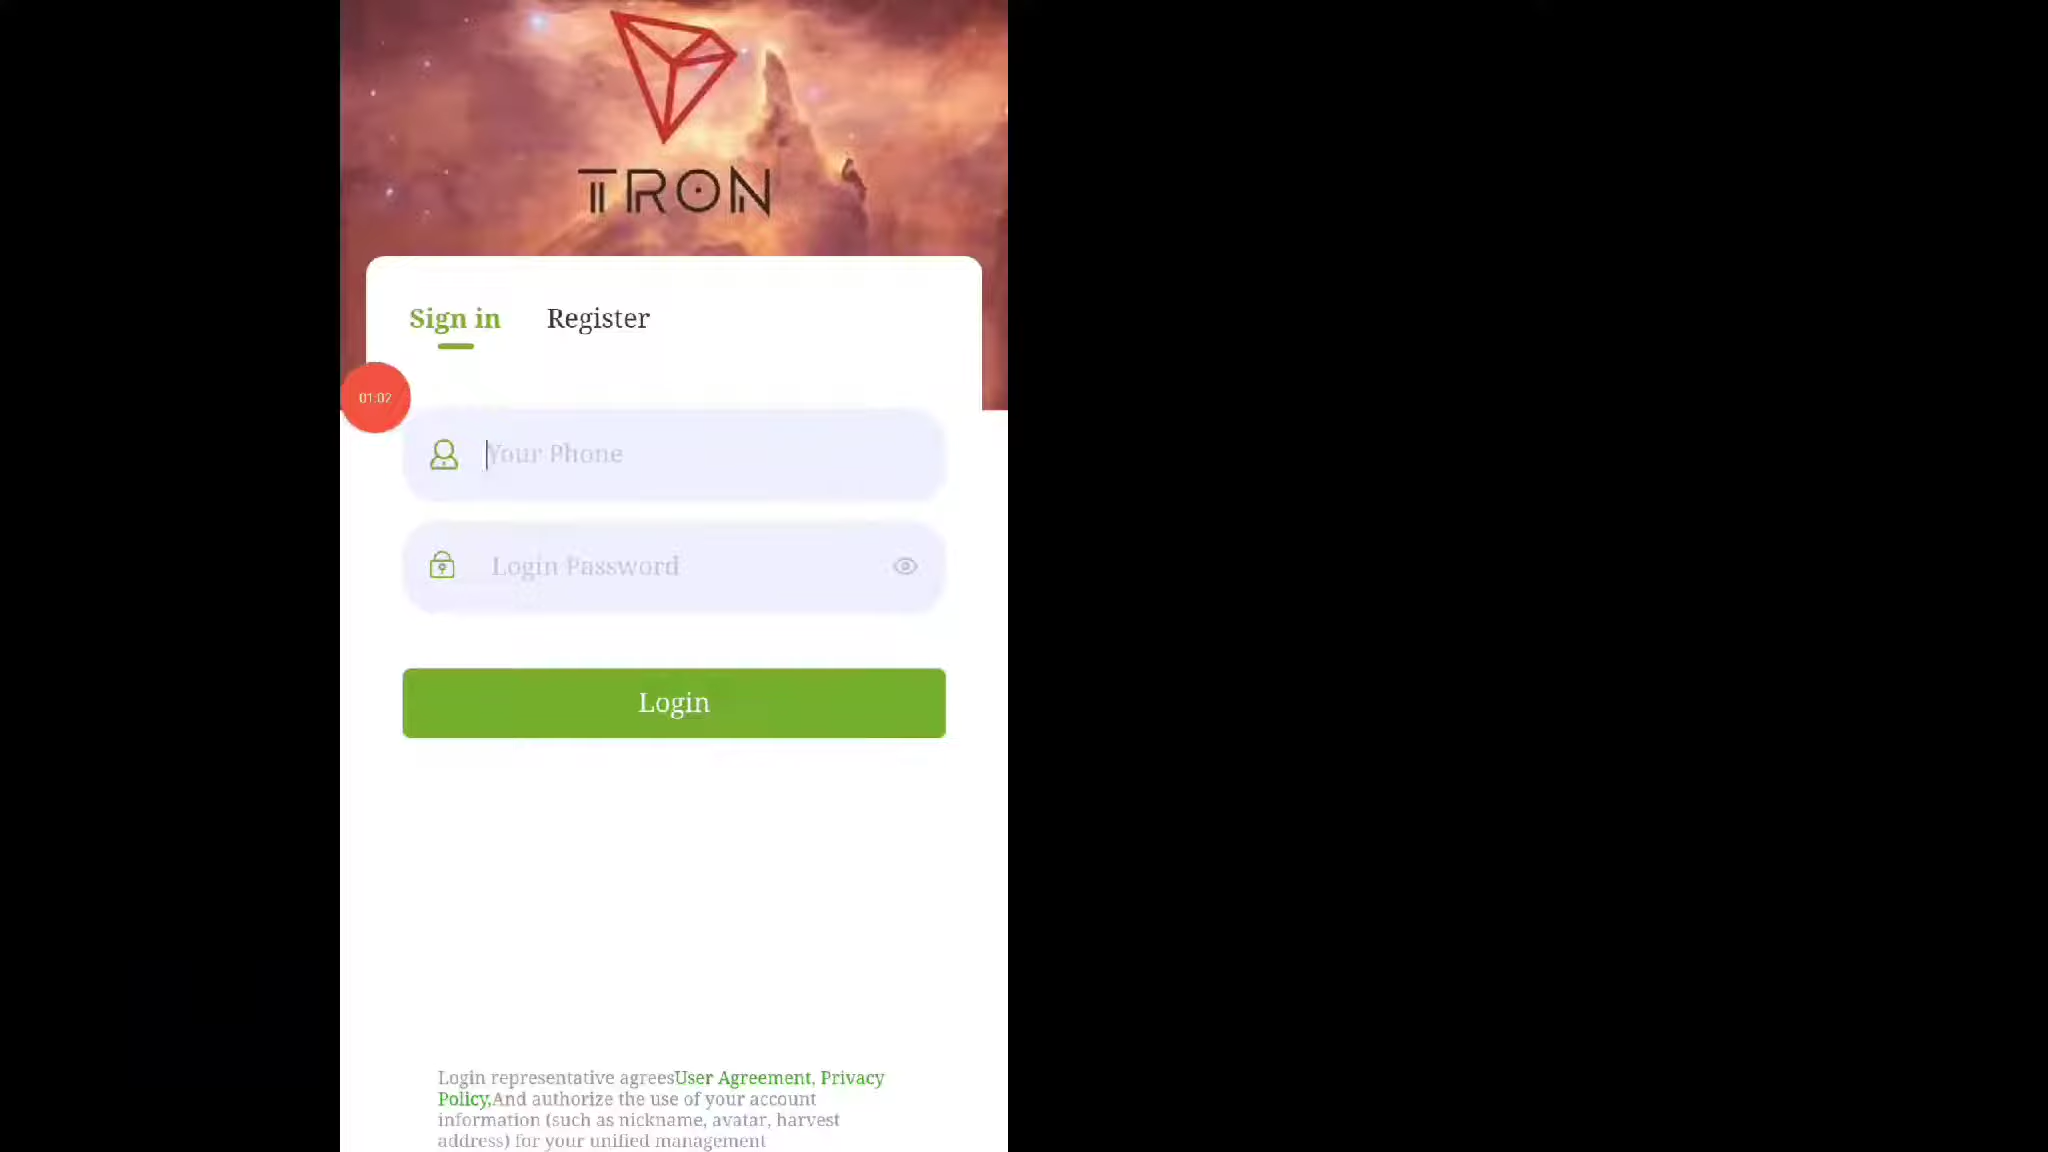 TRON
Sign in Register
01:02
Your Phone
Login Password
Login
Login representative agreesUser Agreement, Privacy
Policy,And authorize the use of your account
information (such as nickname, avatar, harvest
address) for your unified management